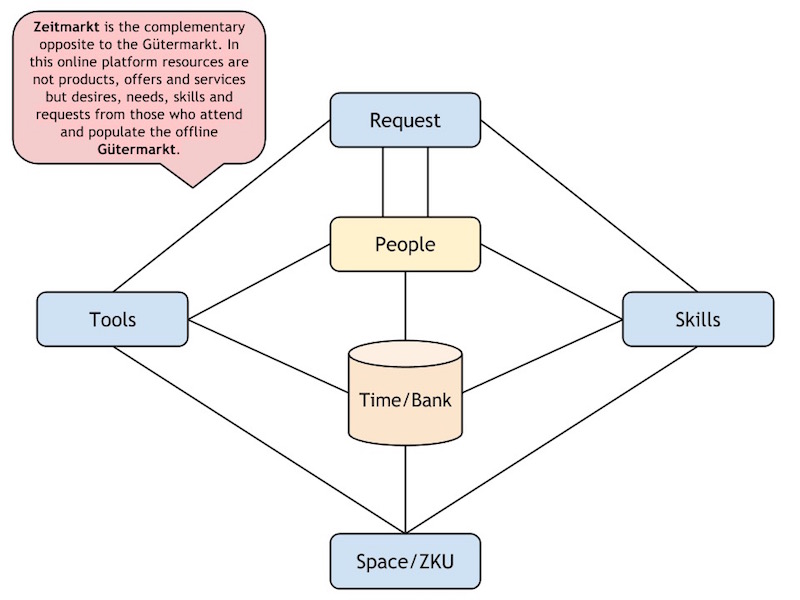 Zeitmarkt is the complementary
opposite to the Gütermarkt. In
this online platform resources are
not products, offers and services
but desires, needs, skills and
requests from those who attend
and populate the offline
Gütermarkt.
Request
People
Tools
Skills
Time/Bank
Space/ZKU